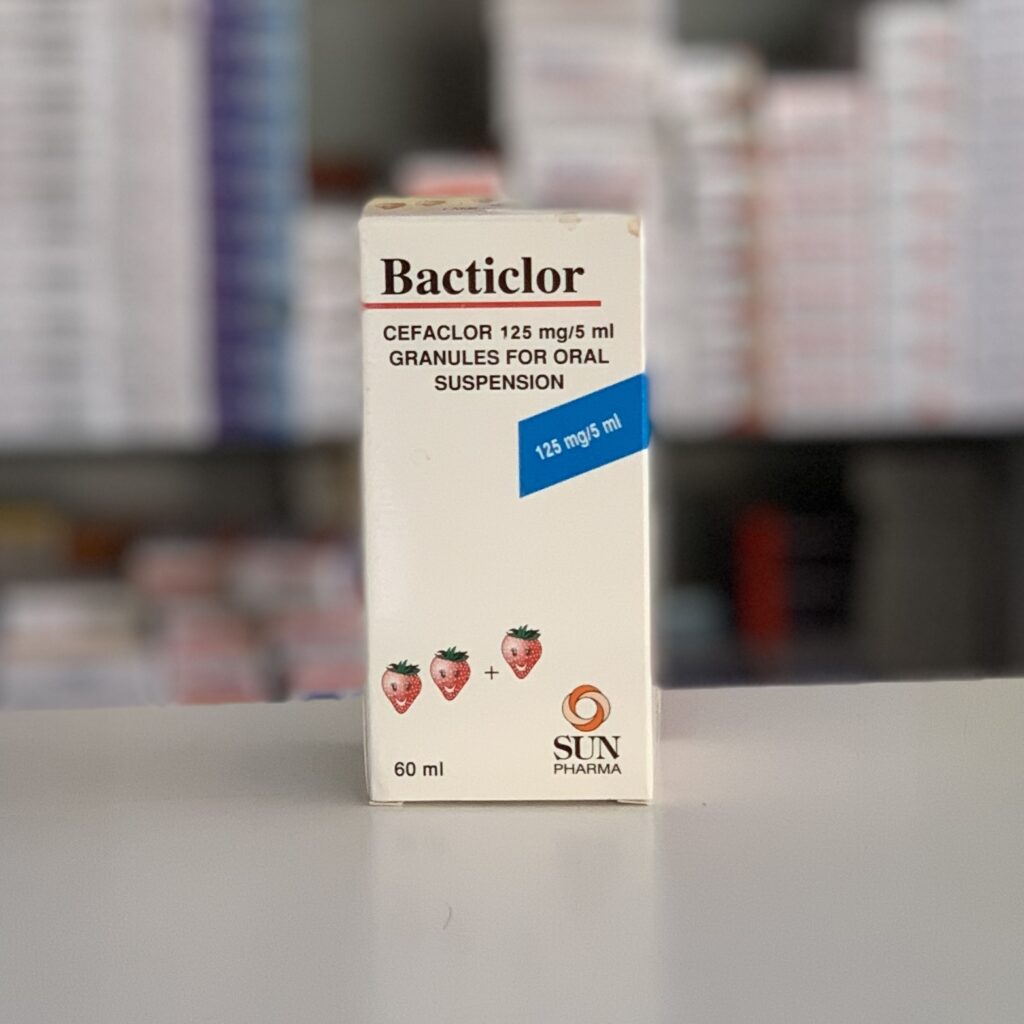 Bacticlor
CEFACLOR 125 mg/5 ml
GRANULES FOR ORAL
SUSPENSION
125 mg/5 ml
+
60 ml
SUN
PHARMA